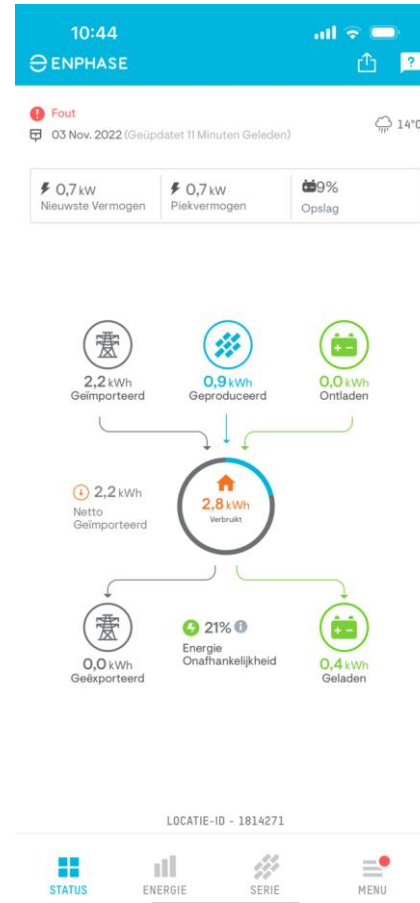 10:44
ENPHASE
?
Fout
03 Nov. 2022 (Geüpdatet 11 Minuten Geleden)
14°C
0,7 kW
Nieuwste Vermogen
0,7 kW
Piekvermogen
9%
Opslag
2,2 kWh
Geïmporteerd
0,9 kWh
Geproduceerd
0,0 kWh
Ontladen
2,2 kWh
Netto
Geïmporteerd
2,8 kWh
Verbruikt
0,0 kWh
Geëxporteerd
21%
Energie
Onafhankelijkheid
0,4 kWh
Geladen
LOCATIE-ID - 1814271
STATUS
ENERGIE
SERIE
MENU